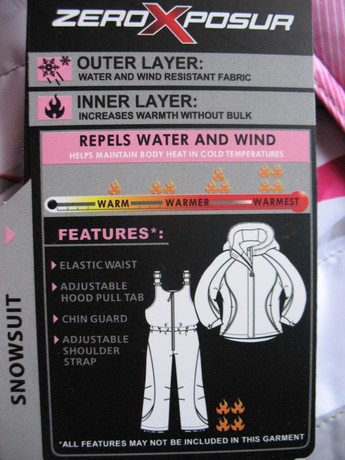 ZEROXPOSUR
OUTER LAYER:
WATER AND WIND RESISTANT FABRIC
INNER LAYER:
INCREASES WARMTH WITHOUT BULK
REPELS WATER AND WIND
HELPS MAINTAIN BODY HEAT IN COLD TEMPERATURES
WARM WARMER WARMEST
FEATURES*:
ELASTIC WAIST
ADJUSTABLE
HOOD PULL TAB
CHIN GUARD
ADJUSTABLE
SHOULDER
STRAP
SNOWSUIT
*ALL FEATURES MAY NOT BE INCLUDED IN THIS GARMENT